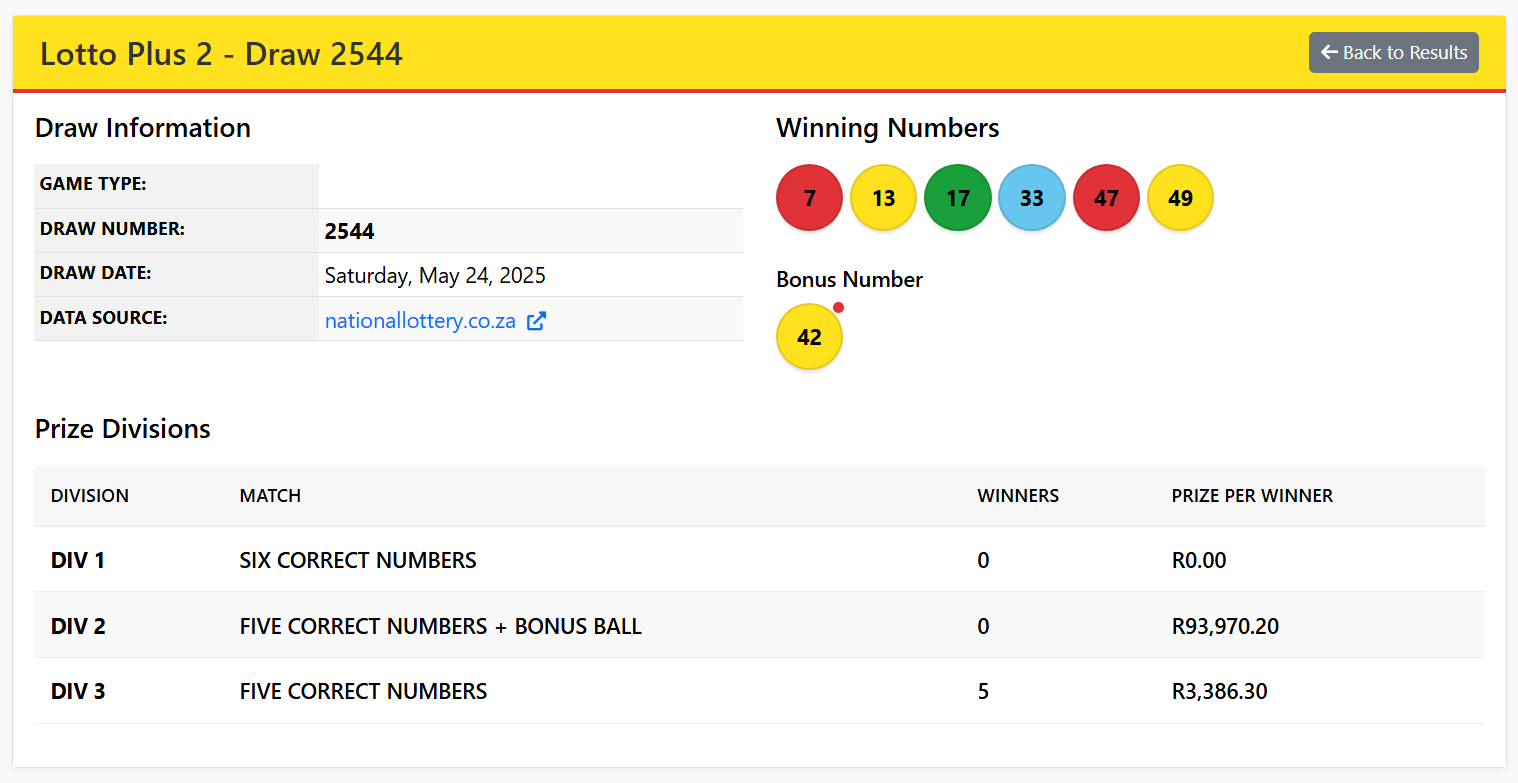 Lotto Plus 2 - Draw 2544
Back to Results
Draw Information
GAME TYPE:
DRAW NUMBER: 2544
DRAW DATE: Saturday, May 24, 2025
DATA SOURCE: nationallottery.co.za
Winning Numbers
7 13 17 33 47 49
Bonus Number
42
Prize Divisions
DIVISION MATCH WINNERS PRIZE PER WINNER
DIV 1 SIX CORRECT NUMBERS 0 R0.00
DIV 2 FIVE CORRECT NUMBERS + BONUS BALL 0 R93,970.20
DIV 3 FIVE CORRECT NUMBERS 5 R3,386.30